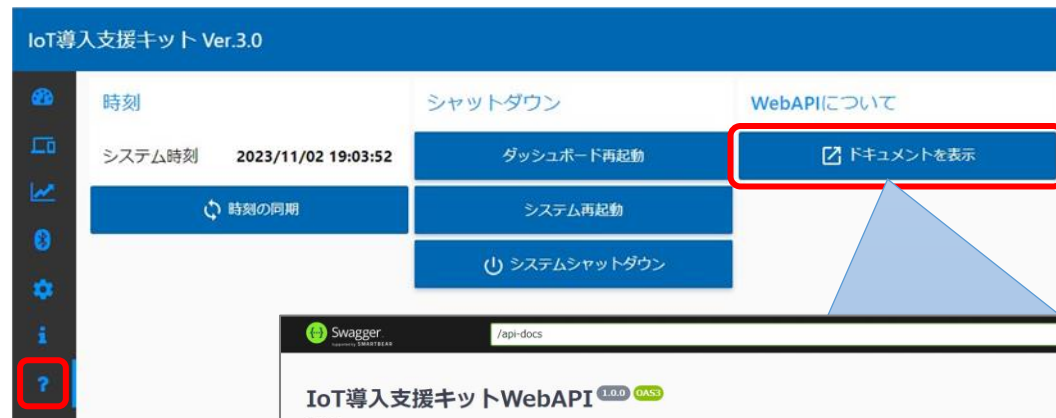 IoT導入支援キット Ver.3.0
時刻
システム時刻 2023/11/02 19:03:52
時刻の同期
シャットダウン
ダッシュボード再起動
システム再起動
システムシャットダウン
WebAPIについて
ドキュメントを表示
i
?
Swagger.
Supported by SMARTBEAR
/api-docs
IoT導入支援キットWebAPI 1.0.0 OAS3